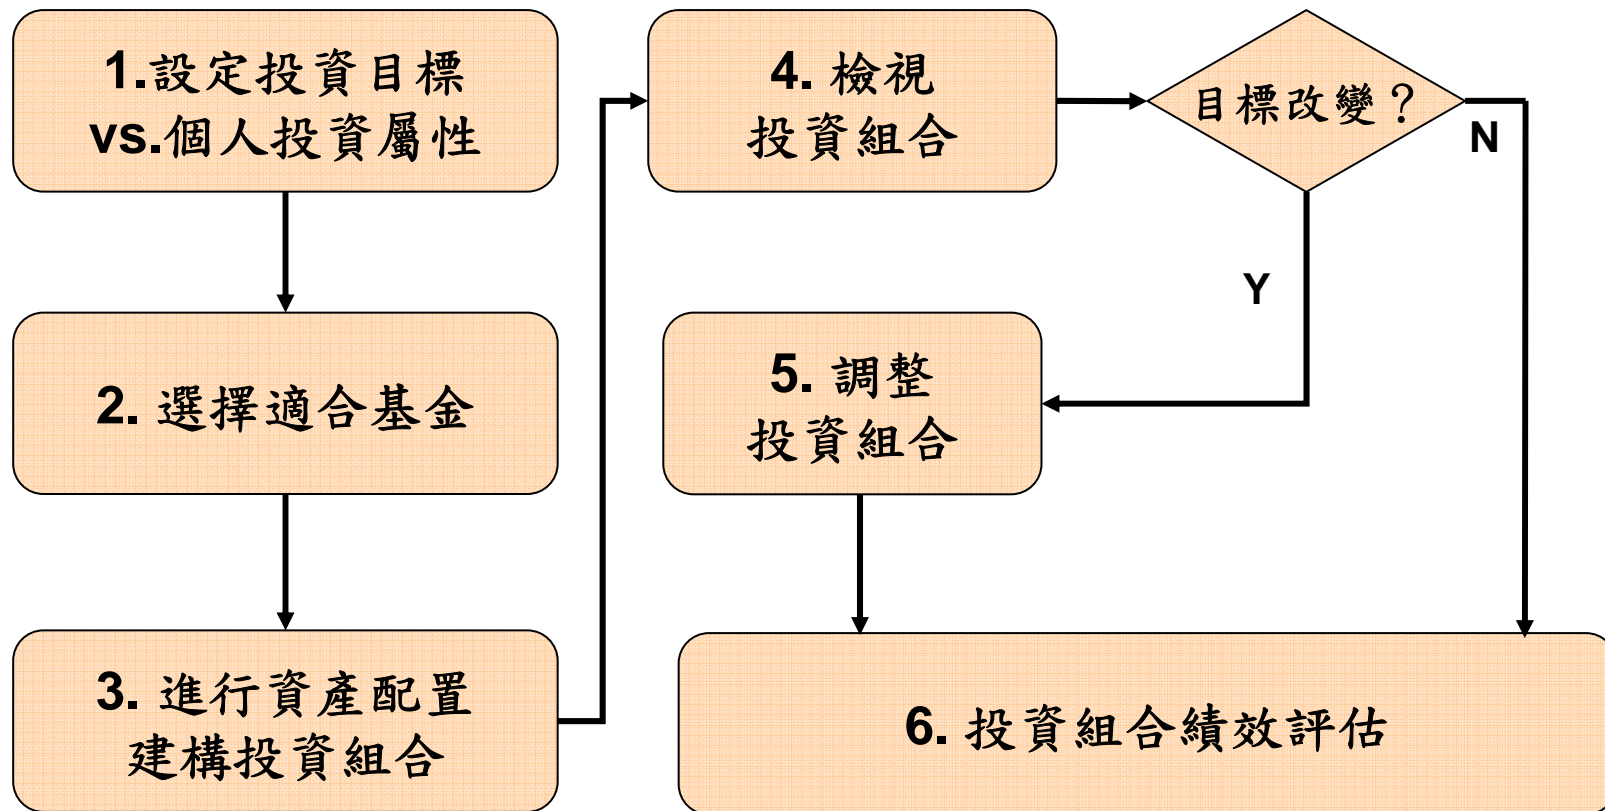 1.設定投資目標
vs.個人投資屬性
2. 選擇適合基金
3. 進行資產配置
建構投資組合
4. 檢視
投資組合
目標改變？
N
Y
5. 調整
投資組合
6. 投資組合績效評估